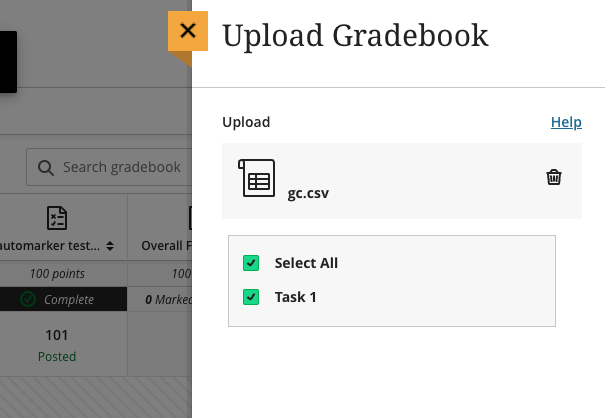 Upload Gradebook
Upload
Help
gc.csv
Select All
Task 1
Search gradebook
automarker test...
Overall F
100 points
100
Complete
0 Marke
101
Posted